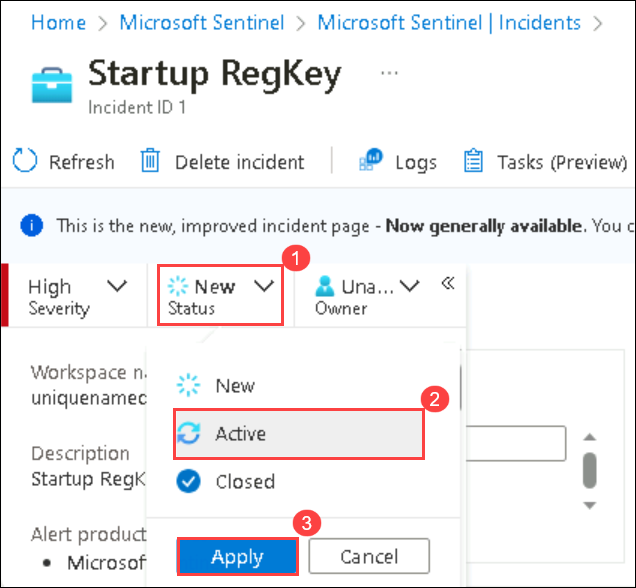 Home > Microsoft Sentinel > Microsoft Sentinel | Incidents >
Startup RegKey ...
Incident ID 1
Refresh Delete incident Logs Tasks (Preview)
This is the new, improved incident page - Now generally available. You c
1
High New Una... «
Severity Status Owner
Workspace na
uniquenamed
New
2
Active
Description
Startup RegK
Closed
3
Alert product
• Microsof
Apply Cancel